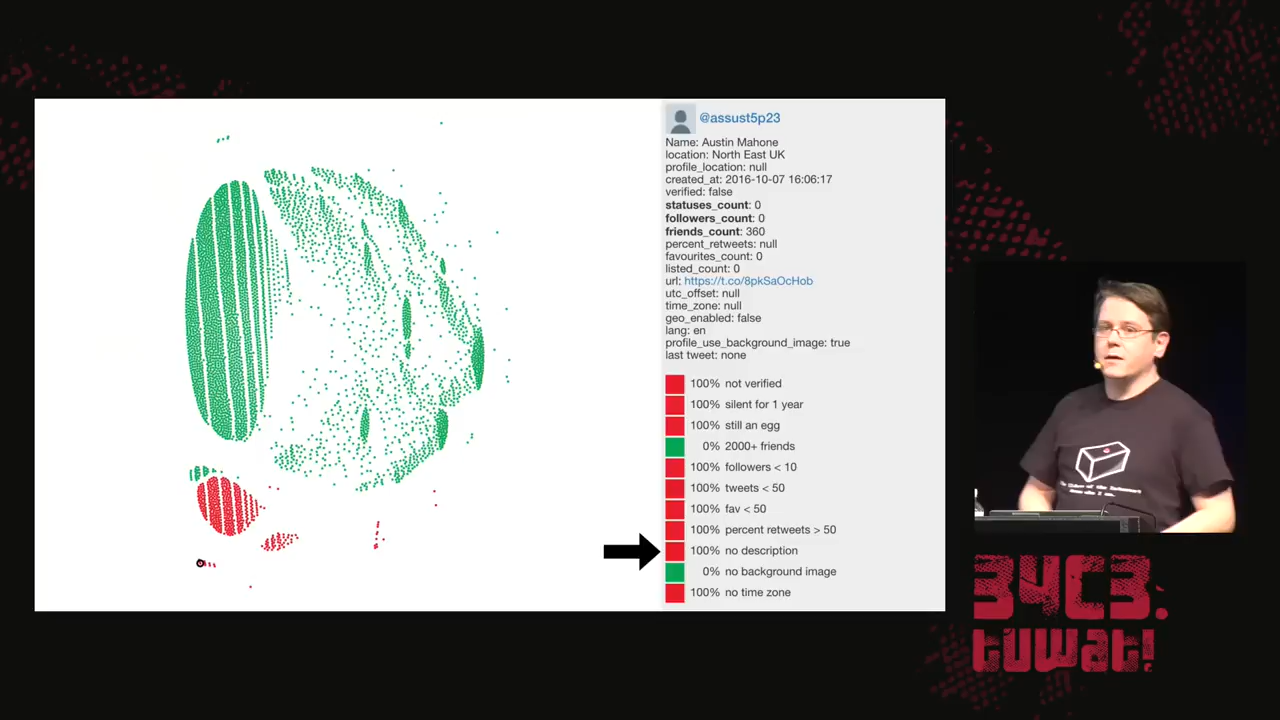 @assust5p23
Name: Austin Mahone
location: North East UK
profile_location: null
created_at: 2016-10-07 16:06:17
verified: false
statuses_count: 0
followers_count: 0
friends_count: 360
percent_retweets: null
favourites_count: 0
listed_count: 0
url: https://t.co/8pkSaOcHob
utc_offset: null
time_zone: null
geo_enabled: false
lang: en
profile_use_background_image: true
last tweet: none
100% not verified
100% silent for 1 year
100% still an egg
0% 2000+ friends
100% followers < 10
100% tweets < 50
100% fav < 50
100% percent retweets > 50
100% no description
0% no background image
100% no time zone
34C3.
tuwat!